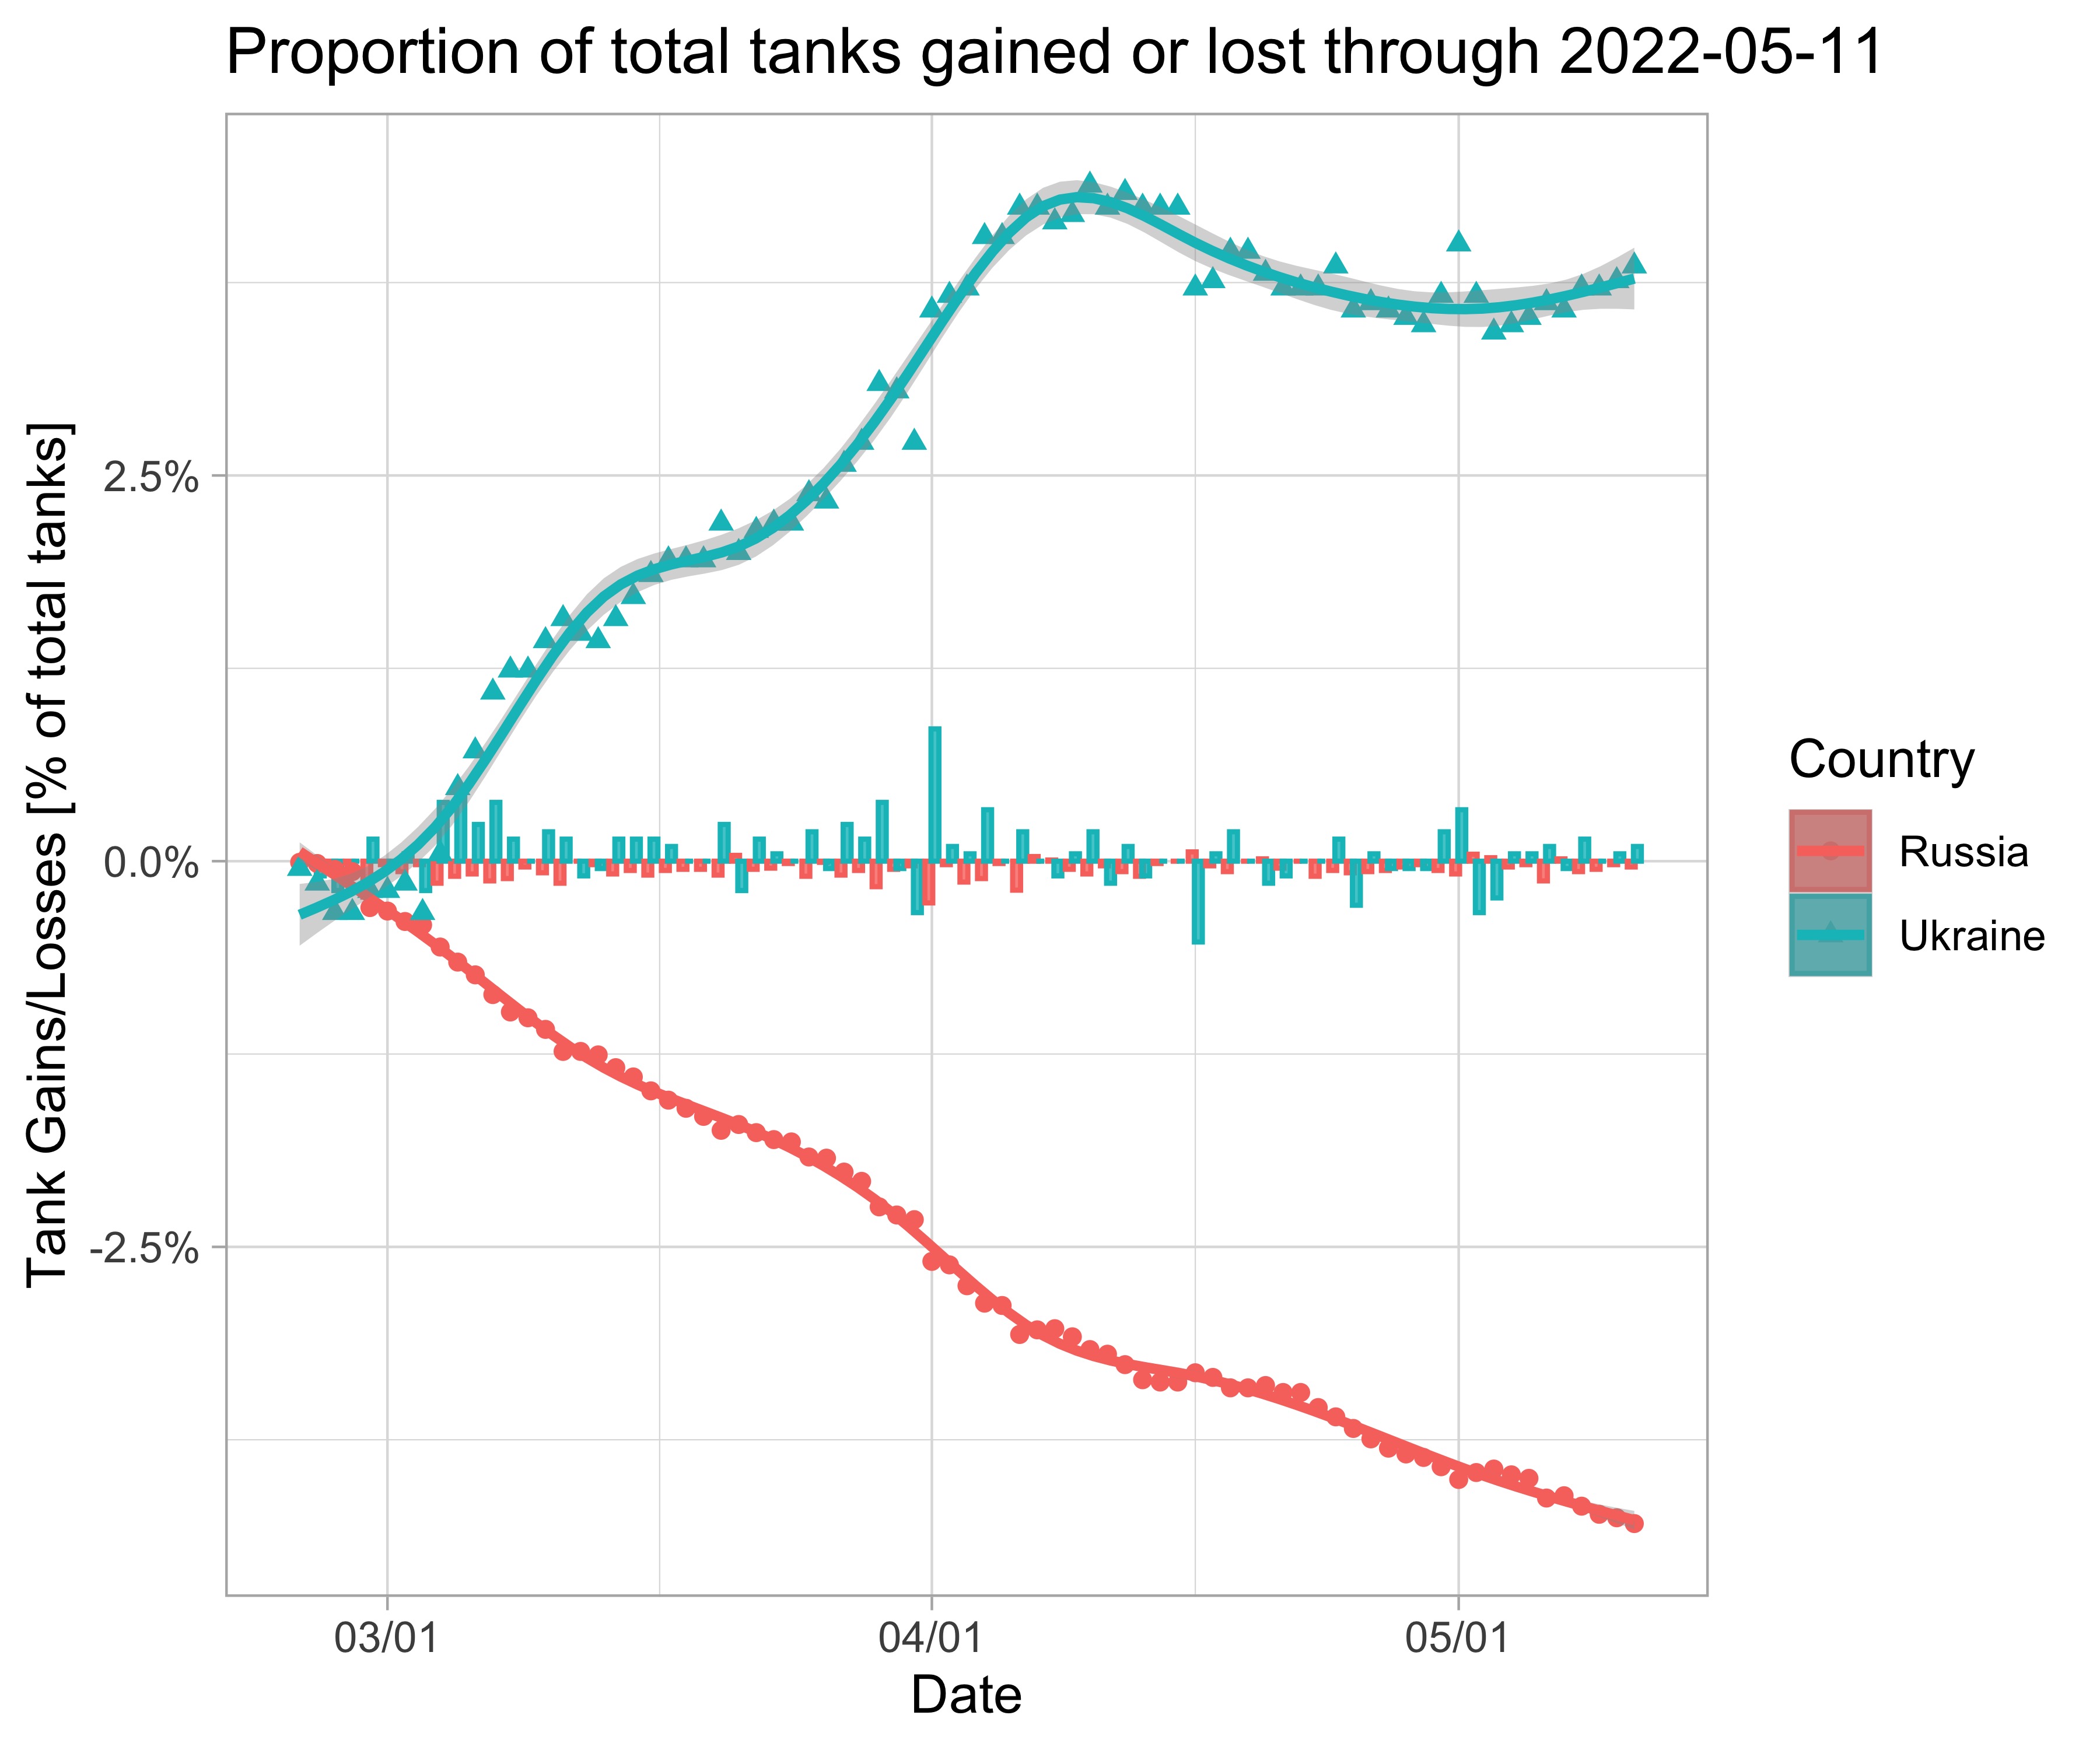 Proportion of total tanks gained or lost through 2022-05-11
Tank Gains/Losses [% of total tanks]
2.5%
0.0%
-2.5%
03/01
04/01
05/01
Date
Country
Russia
Ukraine